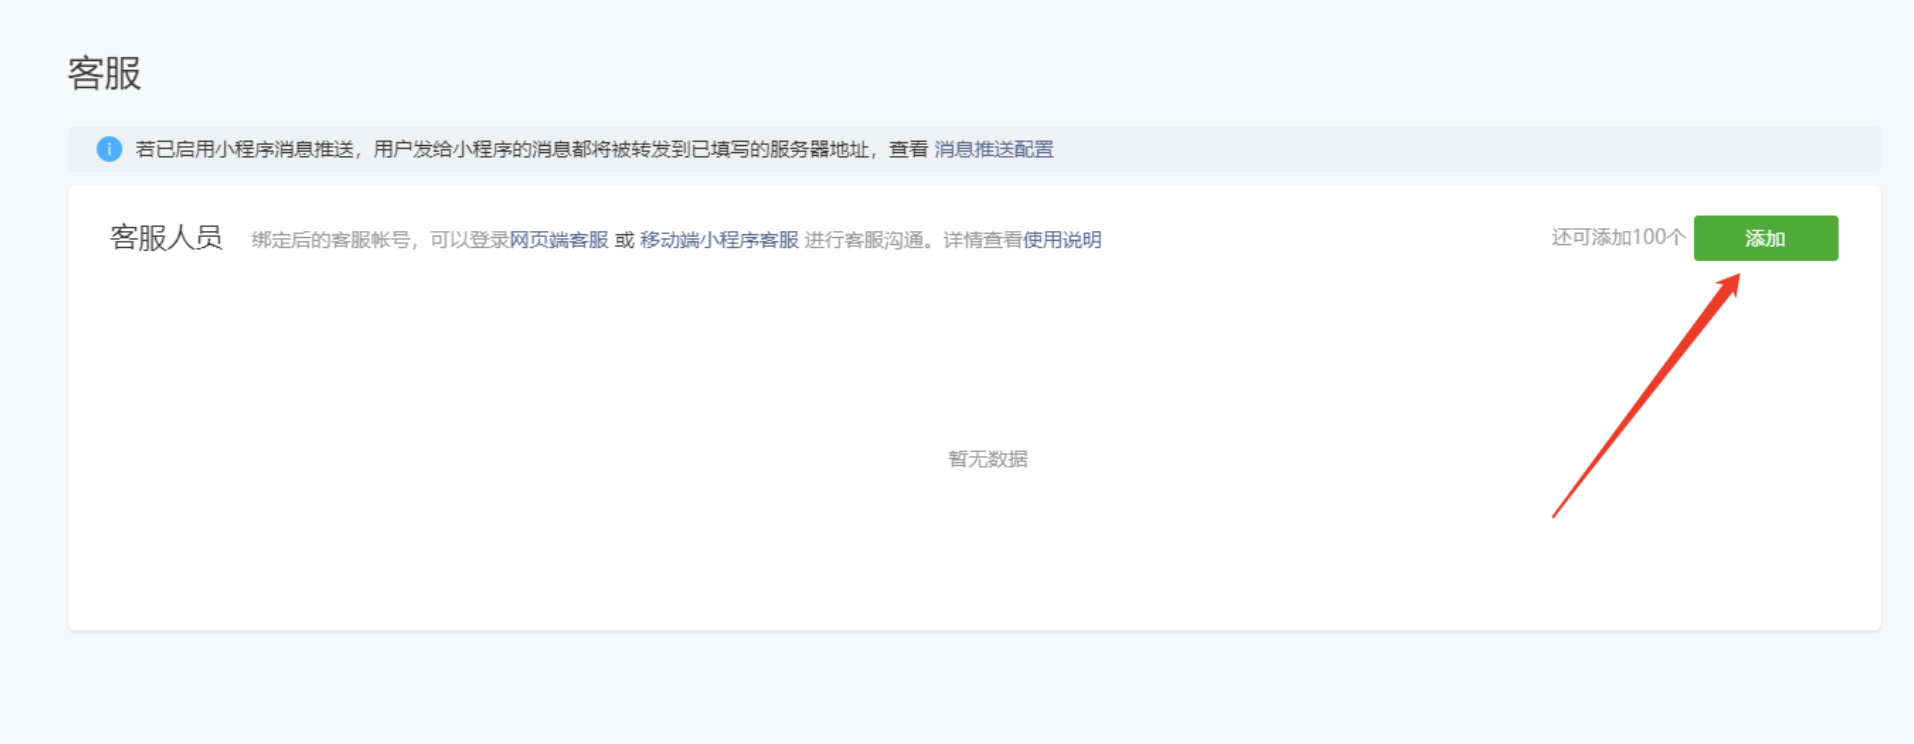 客服
若已启用小程序消息推送，用户发给小程序的消息都将被转发到已填写的服务器地址，查看 消息推送配置
客服人员 绑定后的客服帐号，可以登录网页端客服 或 移动端小程序客服 进行客服沟通。详情查看使用说明 还可添加100个 添加
暂无数据